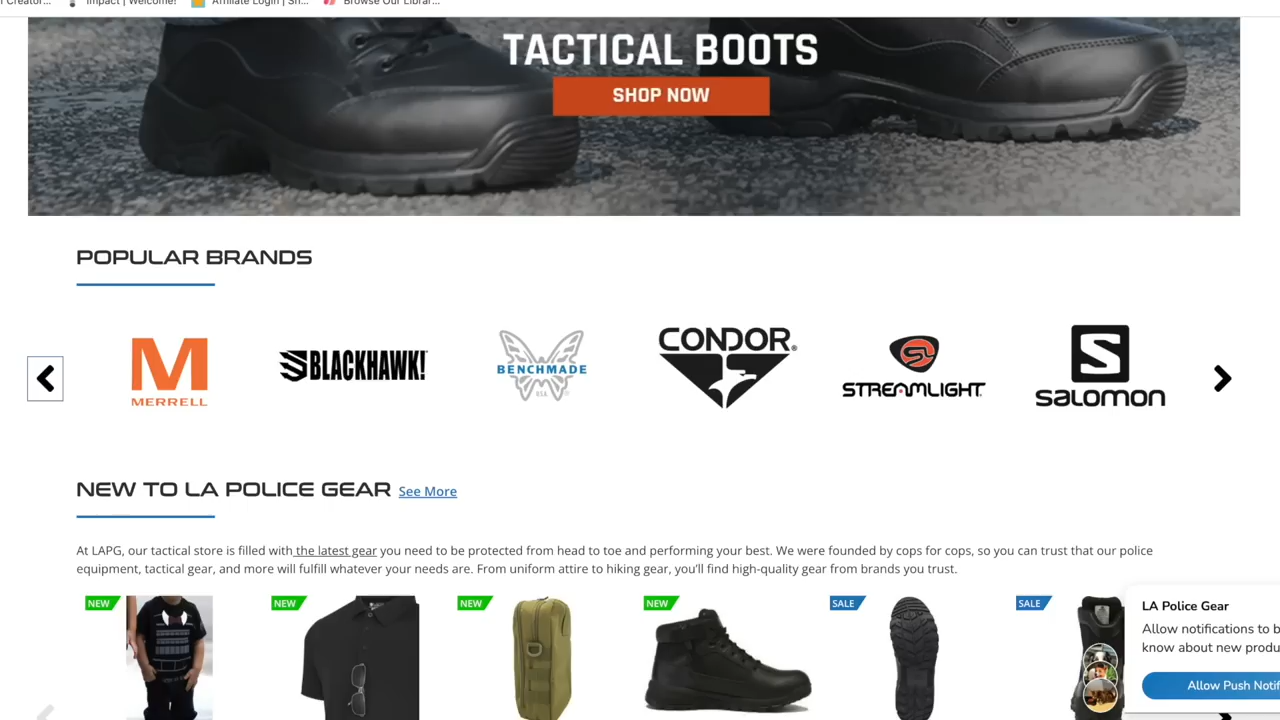 Impact | Welcome!
Affiliate Login | Sh...
Browse Our Librar...
TACTICAL BOOTS
SHOP NOW
POPULAR BRANDS
M
MERRELL
BLACKHAWK!
BENCHMADE
USA
CONDOR
STREAMLIGHT
S
SALOMON
NEW TO LA POLICE GEAR See More
At LAPG, our tactical store is filled with the latest gear you need to be protected from head to toe and performing your best. We were founded by cops for cops, so you can trust that our police
equipment, tactical gear, and more will fulfill whatever your needs are. From uniform attire to hiking gear, you'll find high-quality gear from brands you trust.
NEW
NEW
NEW
NEW
SALE
SALE
LA Police Gear
Allow notifications to b
know about new produ
Allow Push Notif